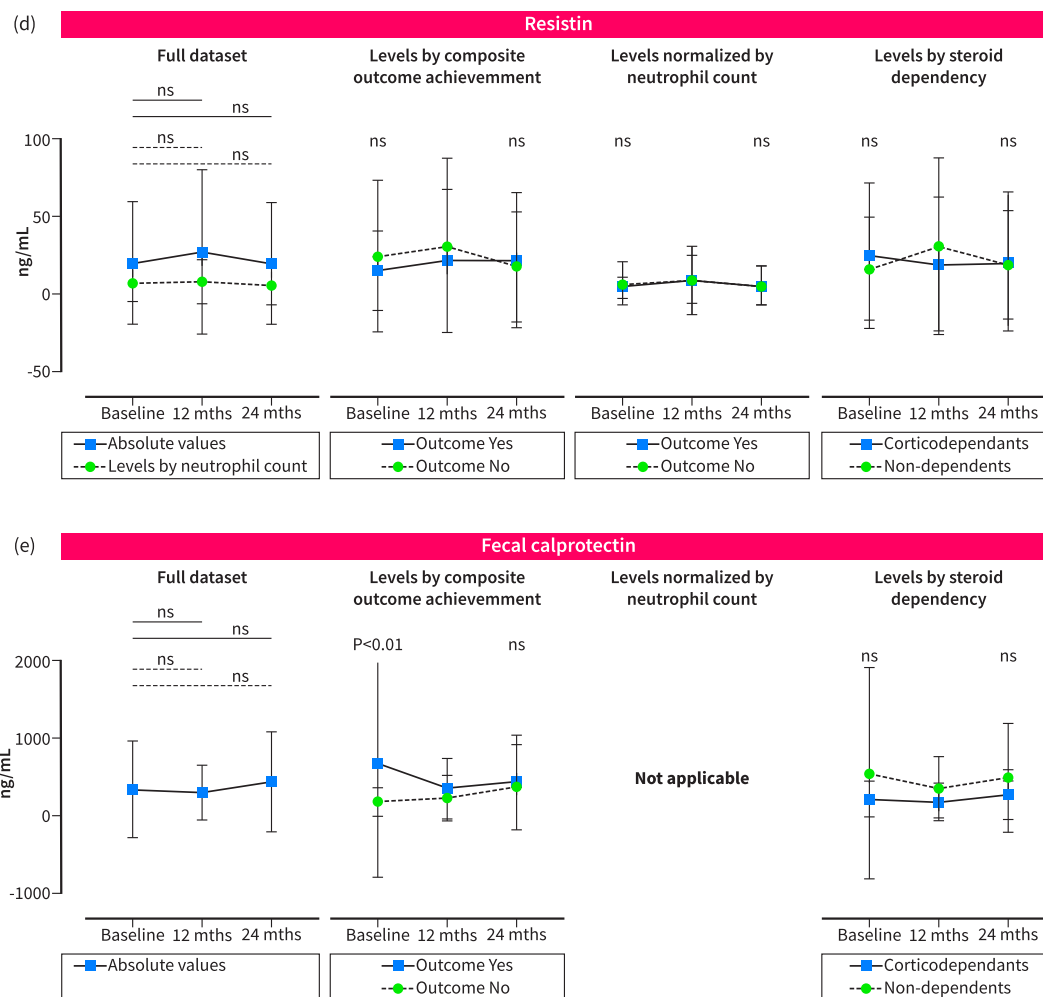 (d)
Resistin
Full dataset
Levels by composite
outcome achievemment
Levels normalized by
neutrophil count
Levels by steroid
dependency
ns
ns
ns
ns
ns
ns
ns
ns
ns
ns
100
50
0
-50
ng/mL
Baseline 12 mths 24 mths
Baseline 12 mths 24 mths
Baseline 12 mths 24 mths
Baseline 12 mths 24 mths
Absolute values
Levels by neutrophil count
Outcome Yes
Outcome No
Outcome Yes
Outcome No
Corticodependants
Non-dependents
(e)
Fecal calprotectin
Full dataset
Levels by composite
outcome achievemment
Levels normalized by
neutrophil count
Levels by steroid
dependency
ns
ns
ns
ns
P<0.01
ns
ns
ns
2000
1000
0
-1000
ng/mL
Not applicable
Baseline 12 mths 24 mths
Baseline 12 mths 24 mths
Baseline 12 mths 24 mths
Absolute values
Outcome Yes
Outcome No
Corticodependants
Non-dependents